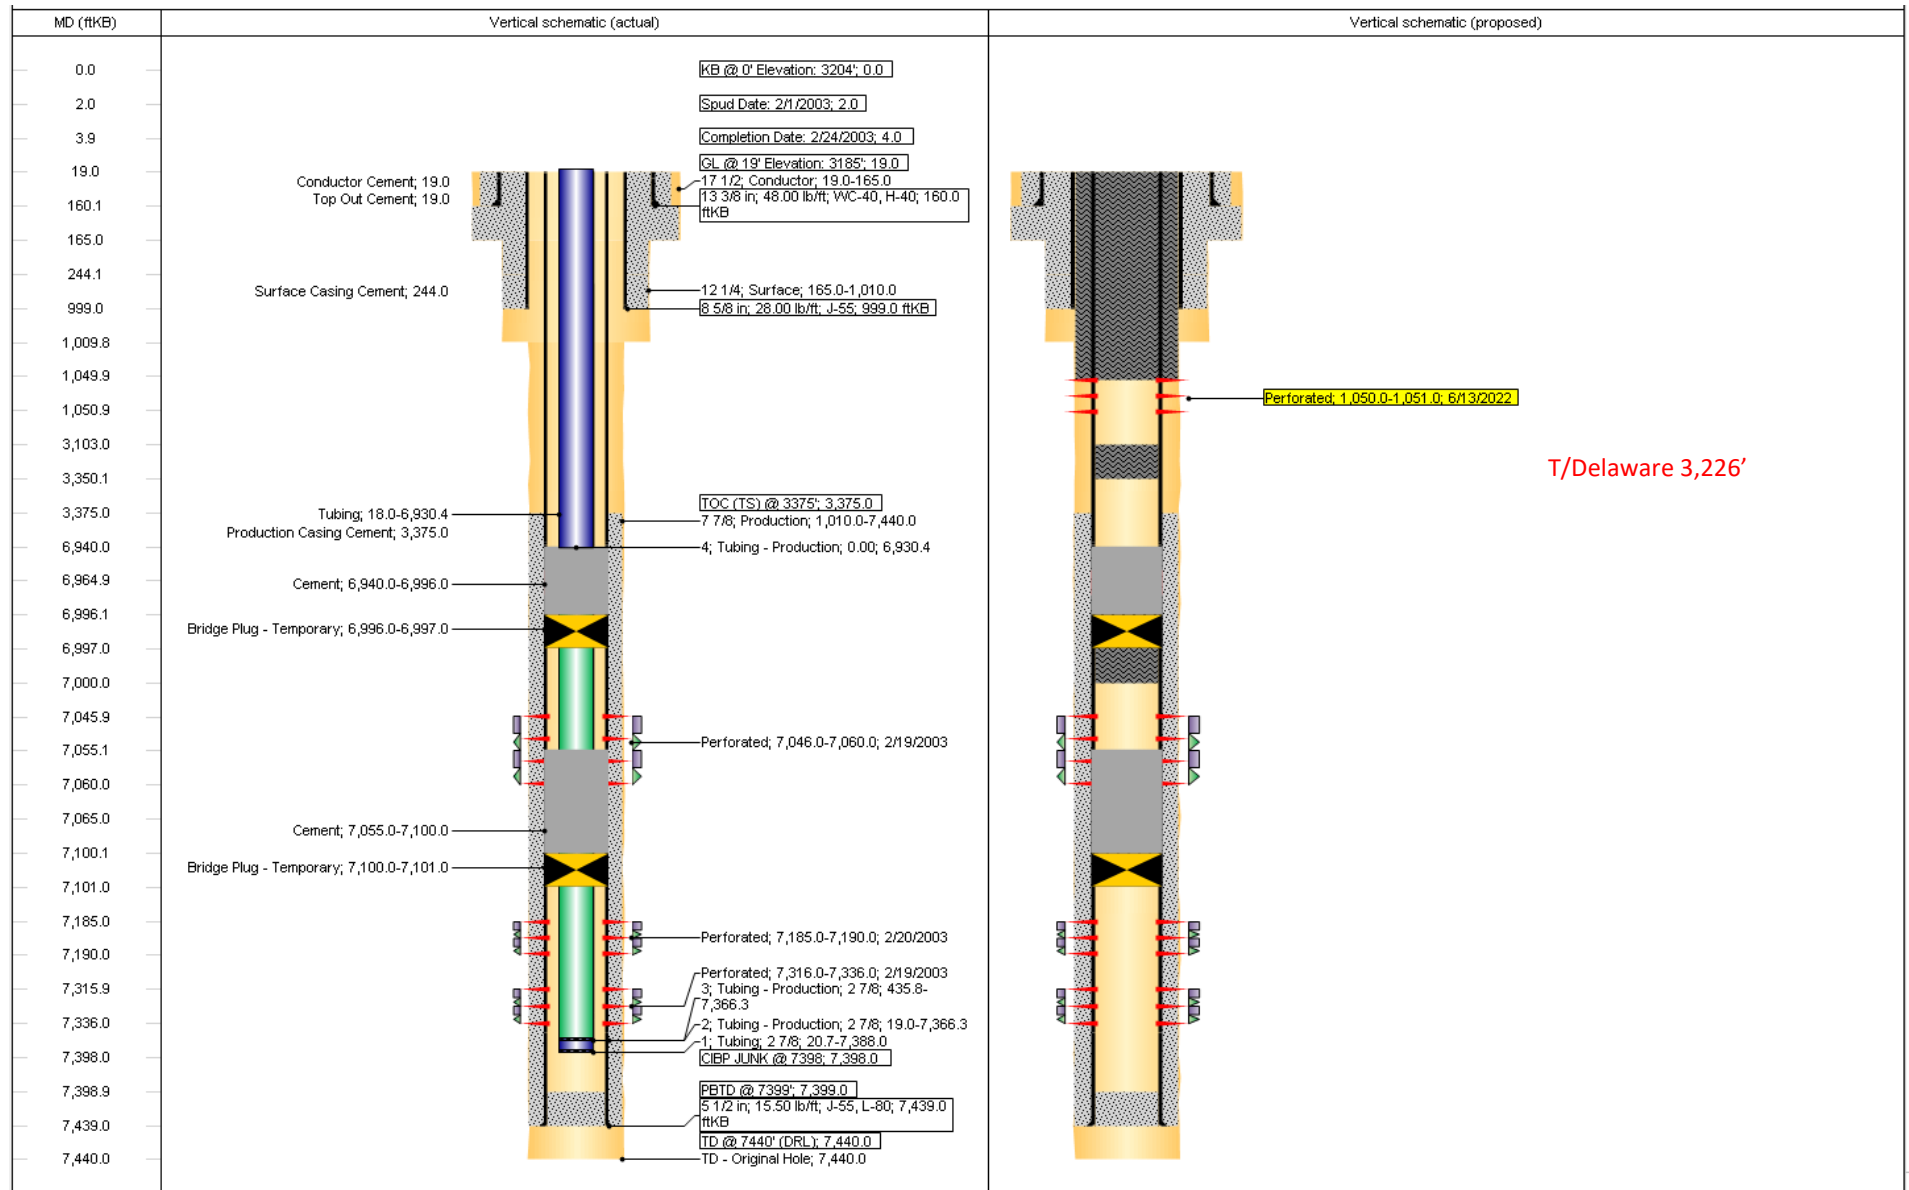 MD (ftKB)
Vertical schematic (actual)
Vertical schematic (proposed)
0.0
2.0
3.9
19.0
160.1
165.0
244.1
999.0
1,009.8
1,049.9
1,050.9
3,103.0
3,350.1
3,375.0
6,940.0
6,964.9
6,996.1
6,997.0
7,000.0
7,045.9
7,055.1
7,060.0
7,065.0
7,100.1
7,101.0
7,185.0
7,190.0
7,315.9
7,336.0
7,398.0
7,398.9
7,439.0
7,440.0
Conductor Cement; 19.0
Top Out Cement; 19.0
Surface Casing Cement; 244.0
Tubing; 18.0-6,930.4
Production Casing Cement; 3,375.0
Cement; 6,940.0-6,996.0
Bridge Plug - Temporary; 6,996.0-6,997.0
Cement; 7,055.0-7,100.0
Bridge Plug - Temporary; 7,100.0-7,101.0
KB @ 0' Elevation: 3204'; 0.0
Spud Date: 2/1/2003; 2.0
Completion Date: 2/24/2003; 4.0
GL @ 19' Elevation: 3185'; 19.0
17 1/2; Conductor; 19.0-165.0
13 3/8 in; 48.00 lb/ft; WC-40, H-40; 160.0
ftKB
12 1/4; Surface; 165.0-1,010.0
8 5/8 in; 28.00 lb/ft; J-55; 999.0 ftKB
TOC (TS) @ 3375'; 3,375.0
7 7/8; Production; 1,010.0-7,440.0
4; Tubing - Production; 0.00; 6,930.4
Perforated; 7,046.0-7,060.0; 2/19/2003
Perforated; 7,185.0-7,190.0; 2/20/2003
Perforated; 7,316.0-7,336.0; 2/19/2003
3; Tubing - Production; 2 7/8; 435.8-
7,366.3
2; Tubing - Production; 2 7/8; 19.0-7,366.3
1; Tubing; 2 7/8; 20.7-7,388.0
CIBP JUNK @ 7398; 7,398.0
PBTD @ 7399'; 7,399.0
5 1/2 in; 15.50 lb/ft; J-55, L-80; 7,439.0
ftKB
TD @ 7440' (DRL); 7,440.0
TD - Original Hole; 7,440.0
Perforated; 1,050.0-1,051.0; 6/13/2022
T/Delaware 3,226’